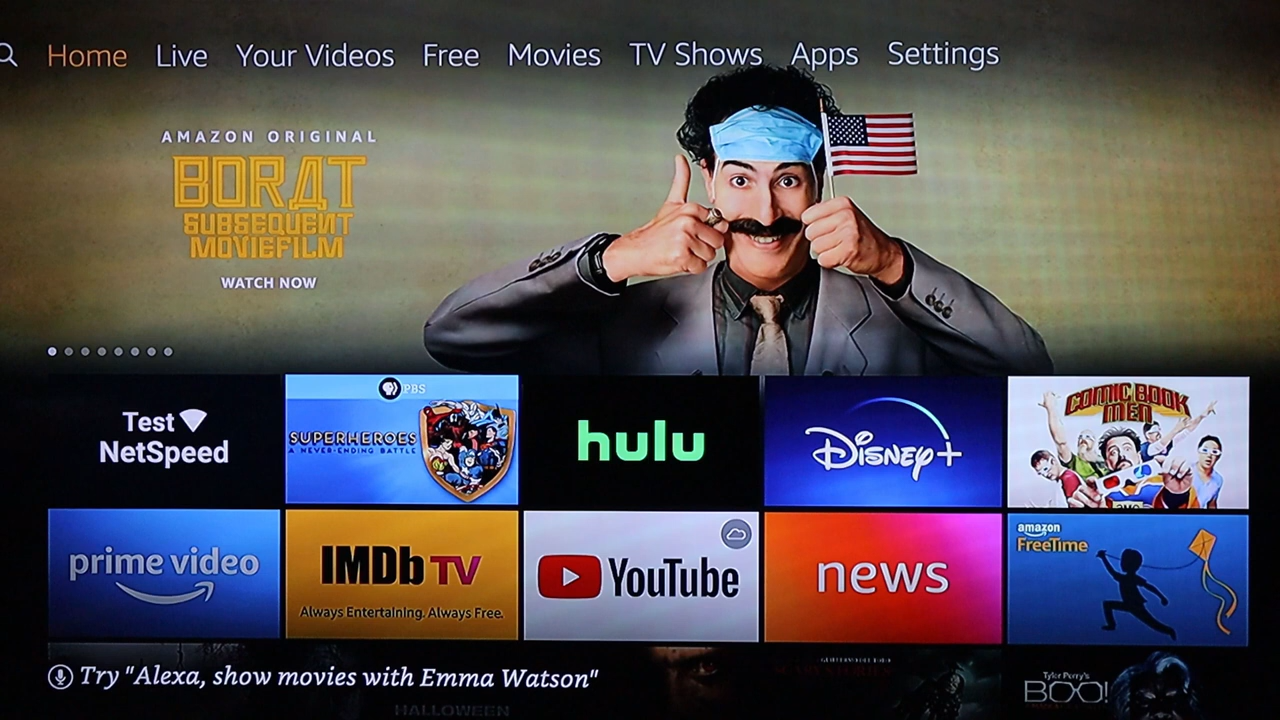 Home Live Your Videos Free Movies TV Shows Apps Settings
AMAZON ORIGINAL
BORAT
SUBSEQUENT
MOVIEFILM
WATCH NOW
Test
NetSpeed
PBS
SUPERHEROES
A NEVER-ENDING BATTLE
hulu
Disney+
COMIC BOOK
MEN
amc
prime video
IMDb TV
Always Entertaining. Always Free.
YouTube
news
amazon
FreeTime
Try "Alexa, show movies with Emma Watson"
HALLOWEEN
Tyler Perry's
BOO!